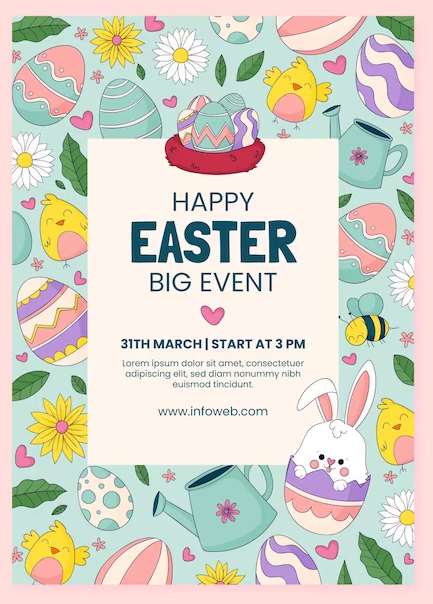 HAPPY
EASTER
BIG EVENT
31TH MARCH | START AT 3 PM
Lorem ipsum dolor sit amet, consectetuer
adipiscing elit, sed diam nonummy nibh
euismod tincidunt.
www.infoweb.com